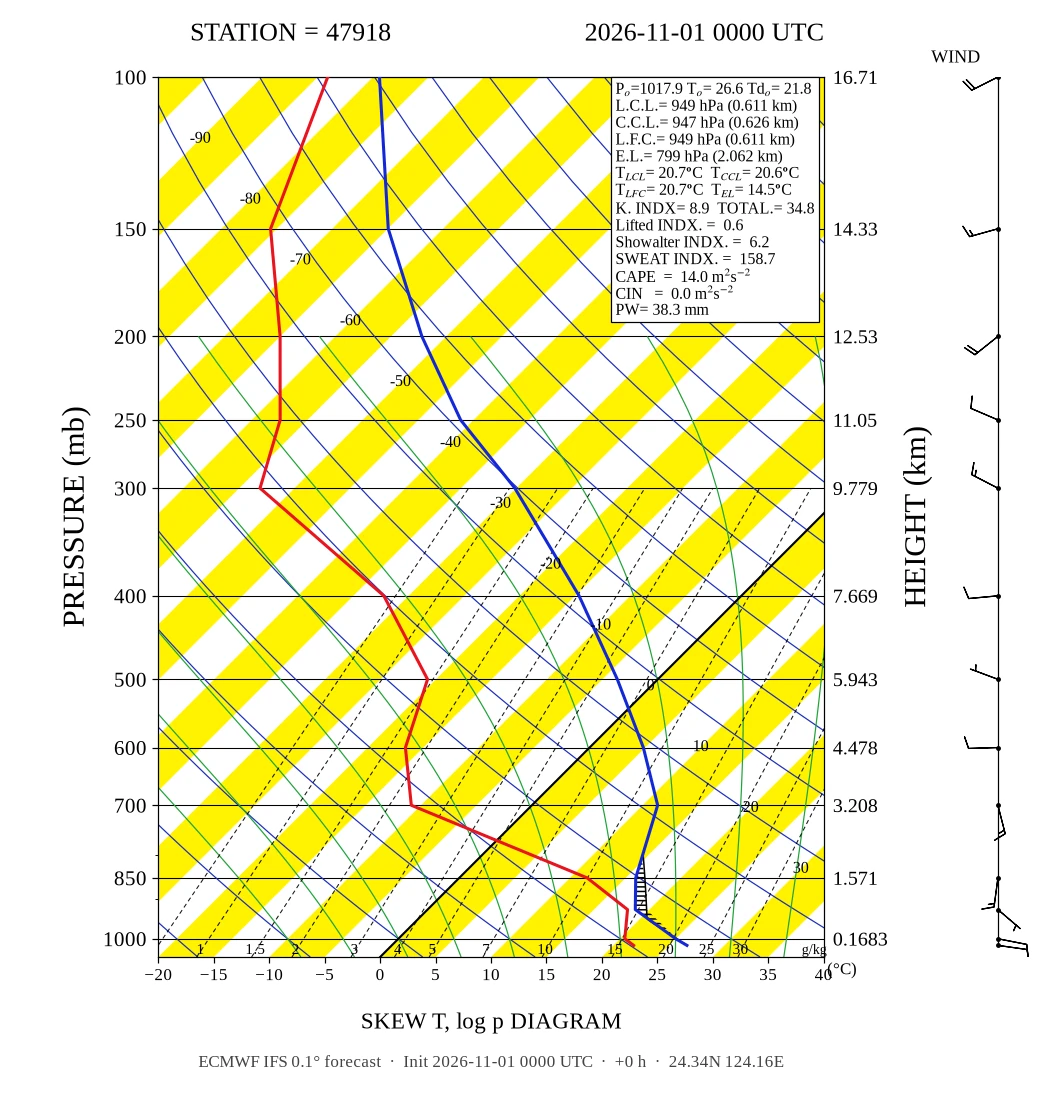 STATION = 47918
2026-11-01 0000 UTC
WIND
P₀=1017.9 T₀= 26.6 Td₀= 21.8
L.C.L.= 949 hPa (0.611 km)
C.C.L.= 947 hPa (0.626 km)
L.F.C.= 949 hPa (0.611 km)
E.L.= 799 hPa (2.062 km)
T_LCL= 20.7°C T_CCL= 20.6°C
T_LFC= 20.7°C T_EL= 14.5°C
K. INDX= 8.9 TOTAL.= 34.8
Lifted INDX. = 0.6
Showalter INDX. = 6.2
SWEAT INDX. = 158.7
CAPE = 14.0 m²s⁻²
CIN = 0.0 m²s⁻²
PW= 38.3 mm
PRESSURE (mb)
100
150
200
250
300
400
500
600
700
850
1000
-90
-80
-70
-60
-50
-40
-30
-20
-10
0
10
20
30
HEIGHT (km)
16.71
14.33
12.53
11.05
9.779
7.669
5.943
4.478
3.208
1.571
0.1683
1 1.5 2 3 4 5 7 10 15 20 25 30 g/kg
−20 −15 −10 −5 0 5 10 15 20 25 30 35 40 (°C)
SKEW T, log p DIAGRAM
ECMWF IFS 0.1° forecast · Init 2026-11-01 0000 UTC · +0 h · 24.34N 124.16E